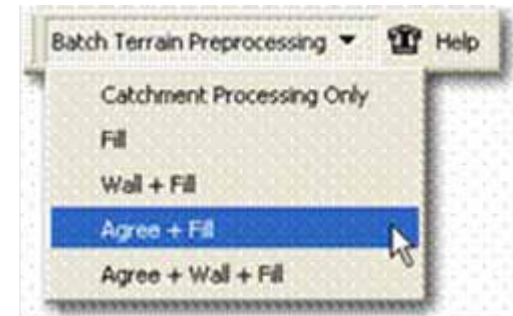 Batch Terrain Preprocessing Help
Catchment Processing Only
Fill
Wall + Fill
Agree + Fill
Agree + Wall + Fill